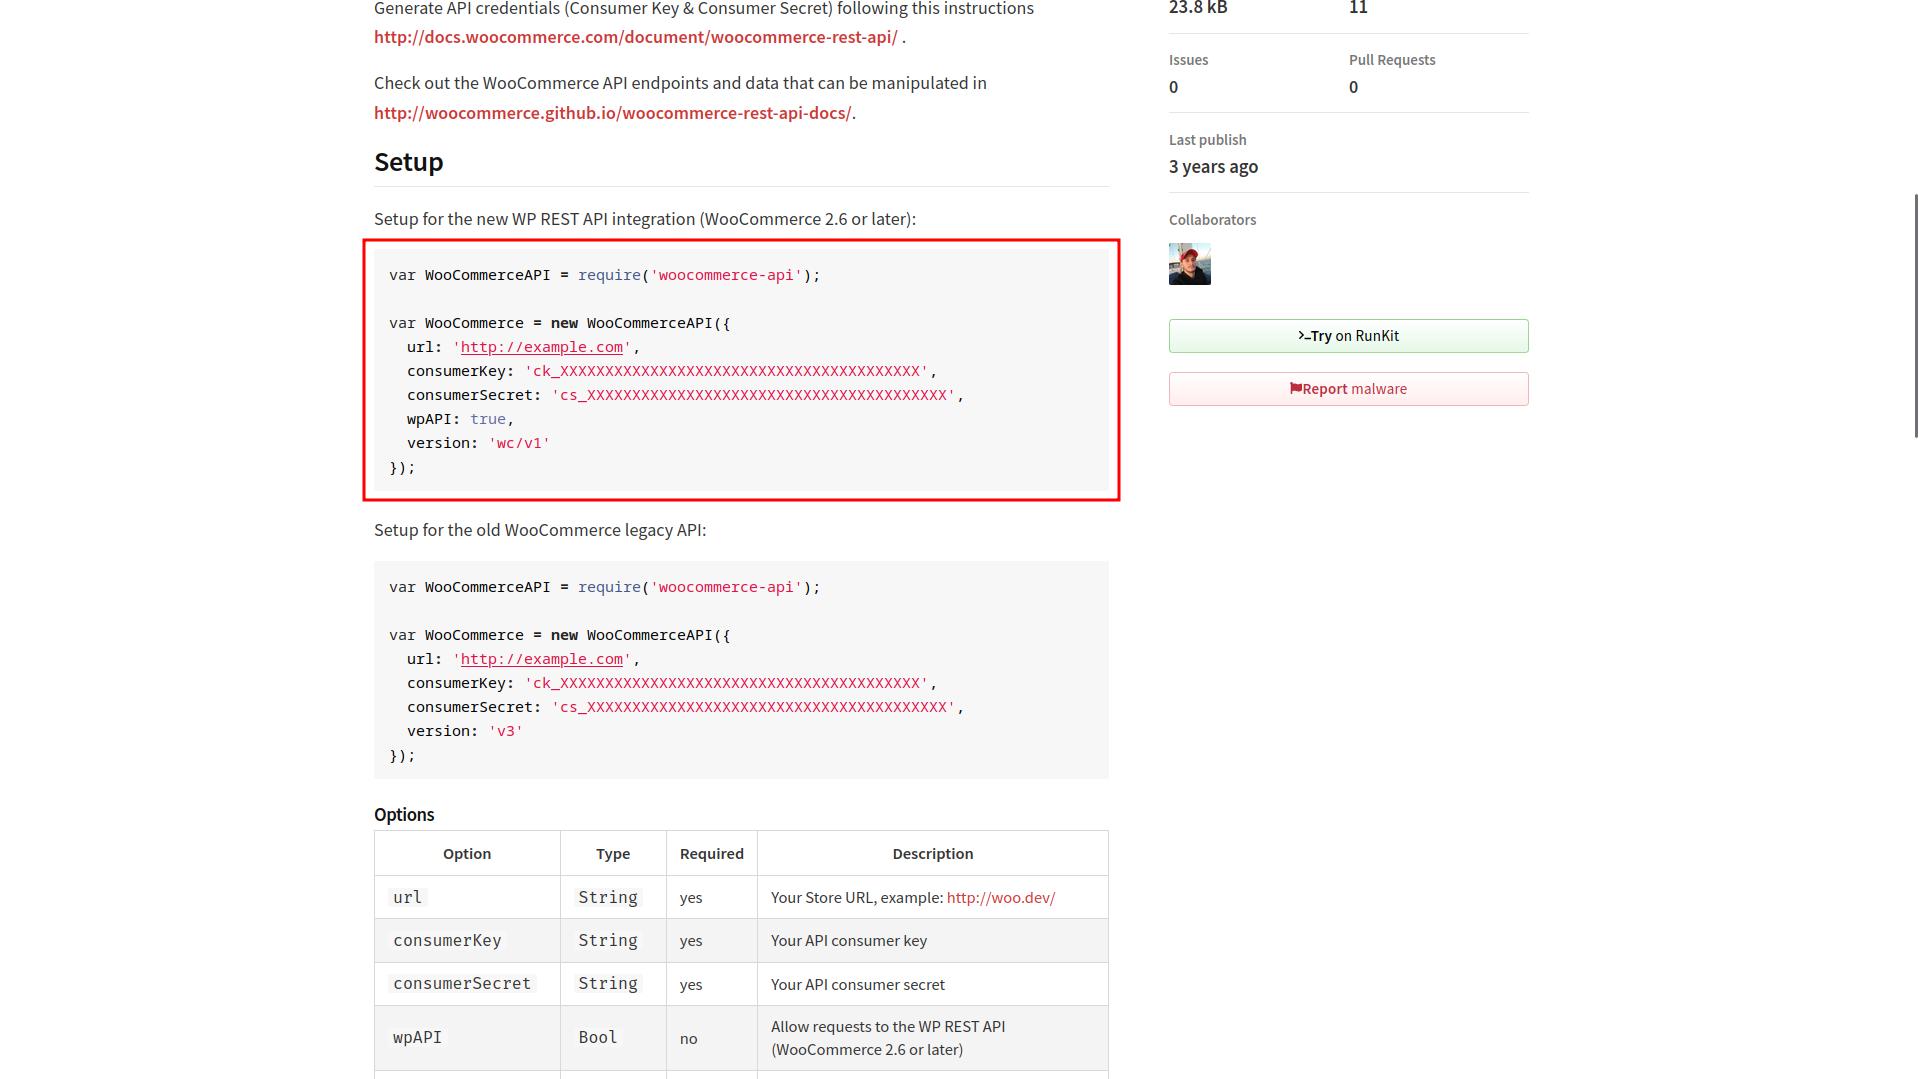 Generate API credentials (Consumer Key & Consumer Secret) following this instructions
http://docs.woocommerce.com/document/woocommerce-rest-api/ .
Check out the WooCommerce API endpoints and data that can be manipulated in
http://woocommerce.github.io/woocommerce-rest-api-docs/.
Setup
Setup for the new WP REST API integration (WooCommerce 2.6 or later):
var WooCommerceAPI = require('woocommerce-api');
var WooCommerce = new WooCommerceAPI({
url: 'http://example.com',
consumerKey: 'ck_XXXXXXXXXXXXXXXXXXXXXXXXXXXXXXXXXXXXXXXX',
consumerSecret: 'cs_XXXXXXXXXXXXXXXXXXXXXXXXXXXXXXXXXXXXXXXX',
wpAPI: true,
version: 'wc/v1'
});
Setup for the old WooCommerce legacy API:
var WooCommerceAPI = require('woocommerce-api');
var WooCommerce = new WooCommerceAPI({
url: 'http://example.com',
consumerKey: 'ck_XXXXXXXXXXXXXXXXXXXXXXXXXXXXXXXXXXXXXXXX',
consumerSecret: 'cs_XXXXXXXXXXXXXXXXXXXXXXXXXXXXXXXXXXXXXXXX',
version: 'v3'
});
Options
Option Type Required Description
url String yes Your Store URL, example: http://woo.dev/
consumerKey String yes Your API consumer key
consumerSecret String yes Your API consumer secret
wpAPI Bool no Allow requests to the WP REST API
(WooCommerce 2.6 or later)
23.8 kB 11
Issues Pull Requests
0 0
Last publish
3 years ago
Collaborators
Try on RunKit
Report malware